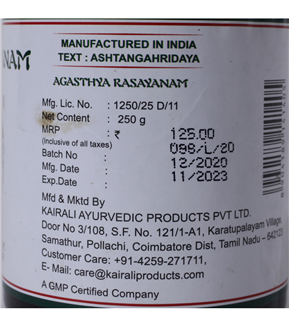 NAM
MANUFACTURED IN INDIA
TEXT : ASHTANGAHRIDAYA
AGASTHYA RASAYANAM
Mfg. Lic. No. : 1250/25 D/11
Net Content : 250 g
MRP : ₹ 125.00
(Inclusive of all taxes)
Batch No : 096/L/20
Mfg. Date : 12/2020
Exp.Date : 11/2023
Mfd & Mktd By
KAIRALI AYURVEDIC PRODUCTS PVT LTD.
Door No 3/108, S.F. No. 121/1-A1, Karatupalayam Village,
Samathur, Pollachi, Coimbatore Dist, Tamil Nadu – 64212
Customer Care: +91-4259-271711,
E- Mail: care@kairaliproducts.com
A GMP Certified Company